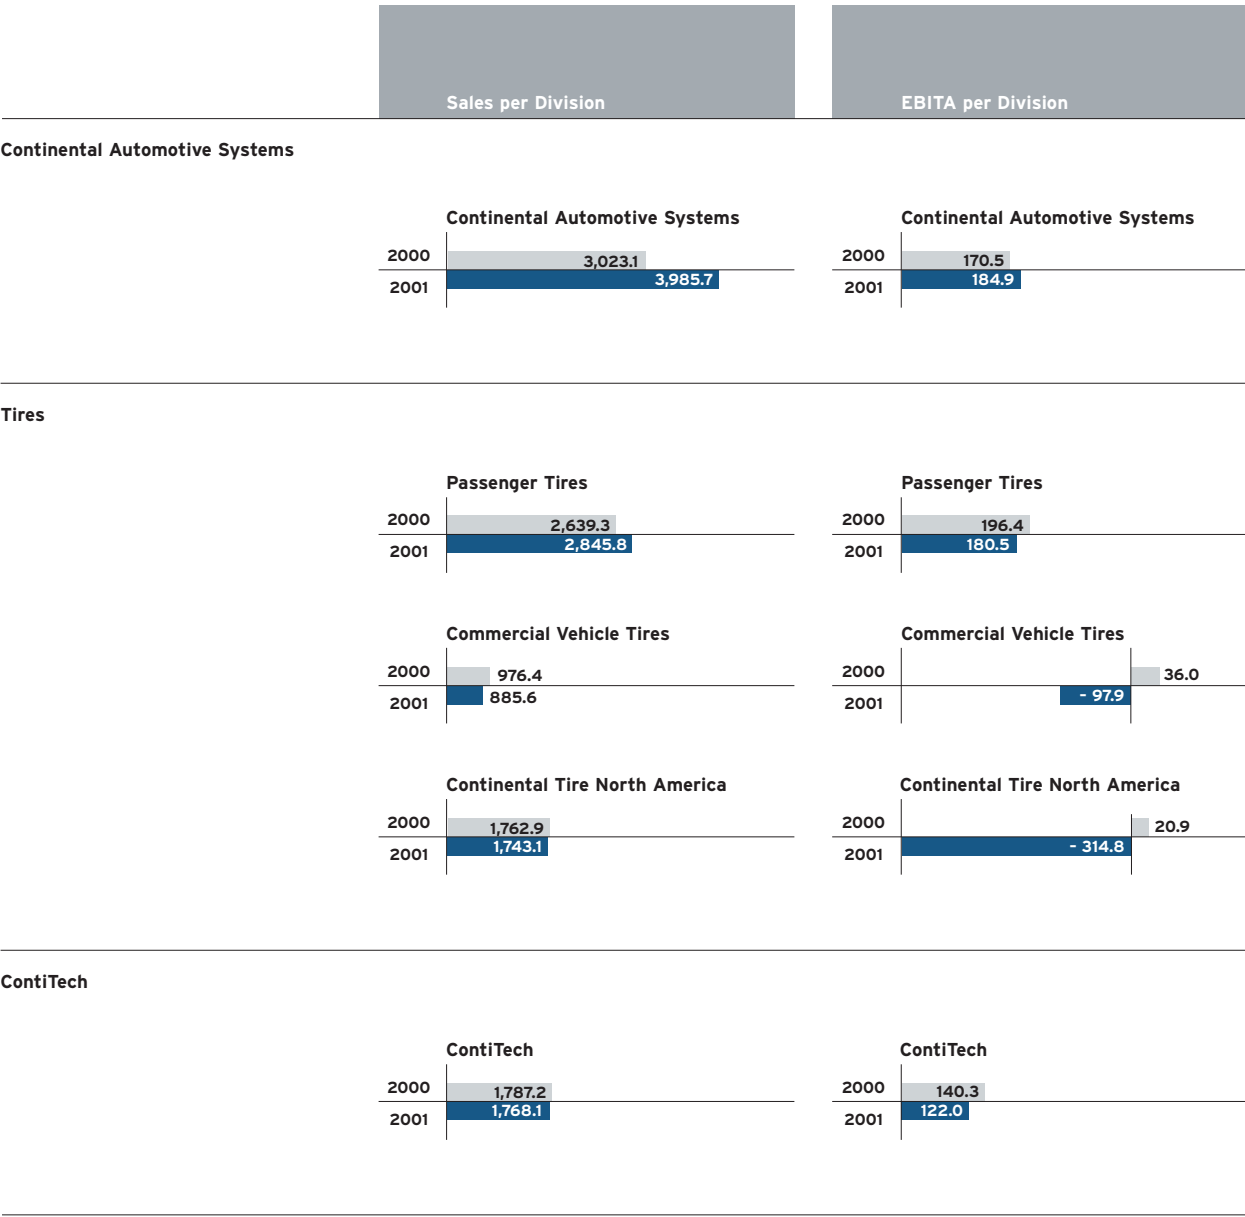 Sales per Division
EBITA per Division
Continental Automotive Systems
Continental Automotive Systems
2000 3,023.1
2001 3,985.7
Continental Automotive Systems
2000 170.5
2001 184.9
Tires
Passenger Tires
2000 2,639.3
2001 2,845.8
Passenger Tires
2000 196.4
2001 180.5
Commercial Vehicle Tires
2000 976.4
2001 885.6
Commercial Vehicle Tires
2000 36.0
2001 - 97.9
Continental Tire North America
2000 1,762.9
2001 1,743.1
Continental Tire North America
2000 20.9
2001 - 314.8
ContiTech
ContiTech
2000 1,787.2
2001 1,768.1
ContiTech
2000 140.3
2001 122.0